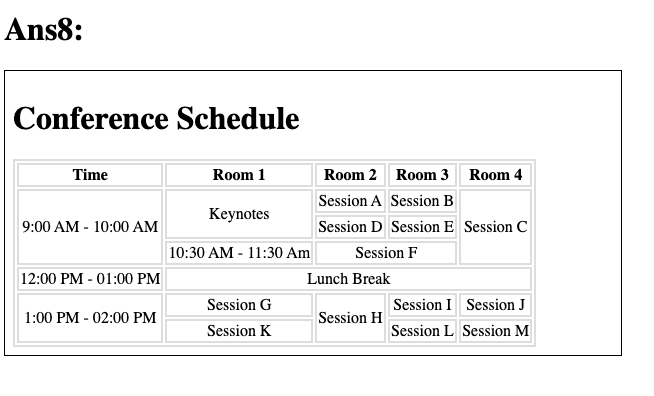 Ans8:
Conference Schedule
Time Room 1 Room 2 Room 3 Room 4
9:00 AM - 10:00 AM Keynotes Session A Session B Session C
Session D Session E
10:30 AM - 11:30 Am Session F
12:00 PM - 01:00 PM Lunch Break
1:00 PM - 02:00 PM Session G Session H Session I Session J
Session K Session L Session M